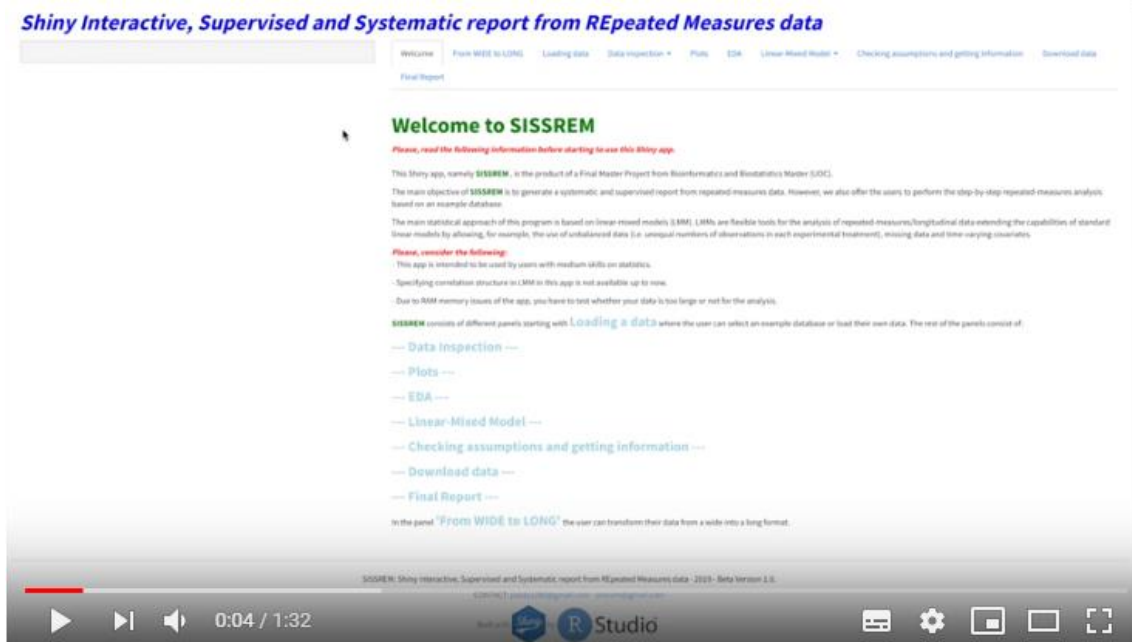 Shiny Interactive, Supervised and Systematic report from REpeated Measures data
Welcome From WIDE to LONG Loading data Data inspection Plots EDA Linear-Mixed Model Checking assumptions and getting information Download data
Final Report
Welcome to SISSREM
Please, read the following information before starting to use this Shiny app.
This Shiny app, namely SISSREM , is the product of a Final Master Project from Bioinformatics and Biostatistics Master (UOC).
The main objective of SISSREM is to generate a systematic and supervised report from repeated-measures data. However, we also offer the users to perform the step-by-step repeated-measures analysis
based on an example database.
The main statistical approach of this program is based on linear-mixed models (LMM). LMMs are flexible tools for the analysis of repeated-measures/longitudinal data extending the capabilities of standard
linear models by allowing, for example, the use of unbalanced data (i.e. unequal numbers of observations in each experimental treatment), missing data and time-varying covariates.
Please, consider the following:
- This app is intended to be used by users with medium skills on statistics.
- Specifying correlation structure in LMM in this app is not available up to now.
- Due to RAM memory issues of the app, you have to test whether your data is too large or not for the analysis.
SISSREM consists of different panels starting with Loading a data where the user can select an example database or load their own data. The rest of the panels consist of:
--- Data Inspection ---
--- Plots ---
--- EDA ---
--- Linear-Mixed Model ---
--- Checking assumptions and getting information ---
--- Download data ---
--- Final Report ---
In the panel "From WIDE to LONG" the user can transform their data from a wide into a long format.
SISSREM: Shiny Interactive, Supervised and Systematic report from REpeated Measures data - 2019 - Beta Version 1.0.
CONTACT:
Shiny
R Studio
0:04 / 1:32